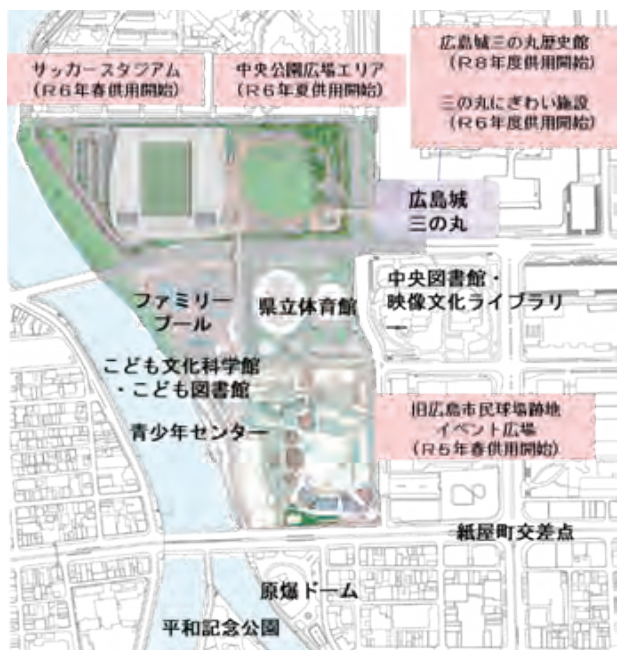 サッカースタジアム
（R6年春供用開始）
中央公園広場エリア
（R6年夏供用開始）
広島城三の丸歴史館
（R8年度供用開始）
三の丸にぎわい施設
（R6年度供用開始）
広島城
三の丸
ファミリー
プール
県立体育館
中央図書館・
映像文化ライブラリ
ー
こども文化科学館
・こども図書館
青少年センター
旧広島市民球場跡地
イベント広場
（R5年春供用開始）
紙屋町交差点
原爆ドーム
平和記念公園